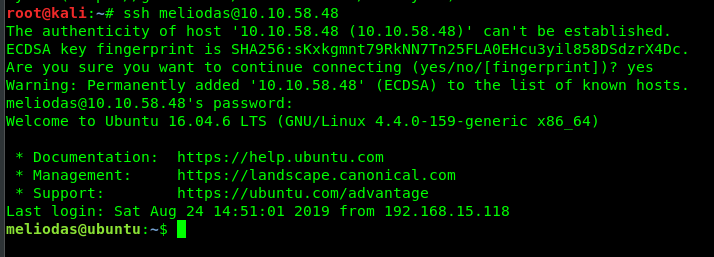 root@kali:~# ssh meliodas@10.10.58.48
The authenticity of host '10.10.58.48 (10.10.58.48)' can't be established.
ECDSA key fingerprint is SHA256:sKxkgmnt79RkNN7Tn25FLA0EHcu3yil858DSdzrX4Dc.
Are you sure you want to continue connecting (yes/no/[fingerprint])? yes
Warning: Permanently added '10.10.58.48' (ECDSA) to the list of known hosts.
meliodas@10.10.58.48's password:
Welcome to Ubuntu 16.04.6 LTS (GNU/Linux 4.4.0-159-generic x86_64)
* Documentation:  https://help.ubuntu.com
* Management:     https://landscape.canonical.com
* Support:        https://ubuntu.com/advantage
Last login: Sat Aug 24 14:51:01 2019 from 192.168.15.118
meliodas@ubuntu:~$